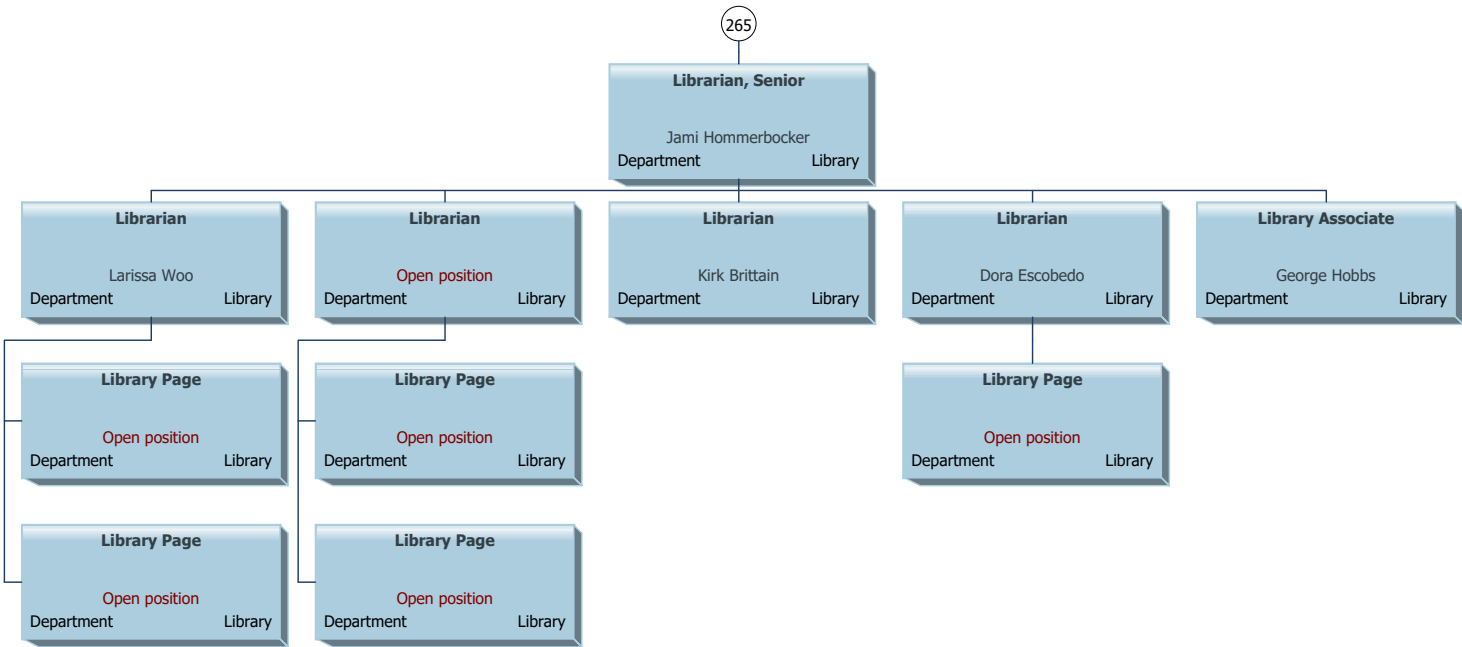 265
Librarian, Senior
Jami Hommerbocker
Department Library
Librarian
Larissa Woo
Department Library
Librarian
Open position
Department Library
Librarian
Kirk Brittain
Department Library
Librarian
Dora Escobedo
Department Library
Library Associate
George Hobbs
Department Library
Library Page
Open position
Department Library
Library Page
Open position
Department Library
Library Page
Open position
Department Library
Library Page
Open position
Department Library
Library Page
Open position
Department Library